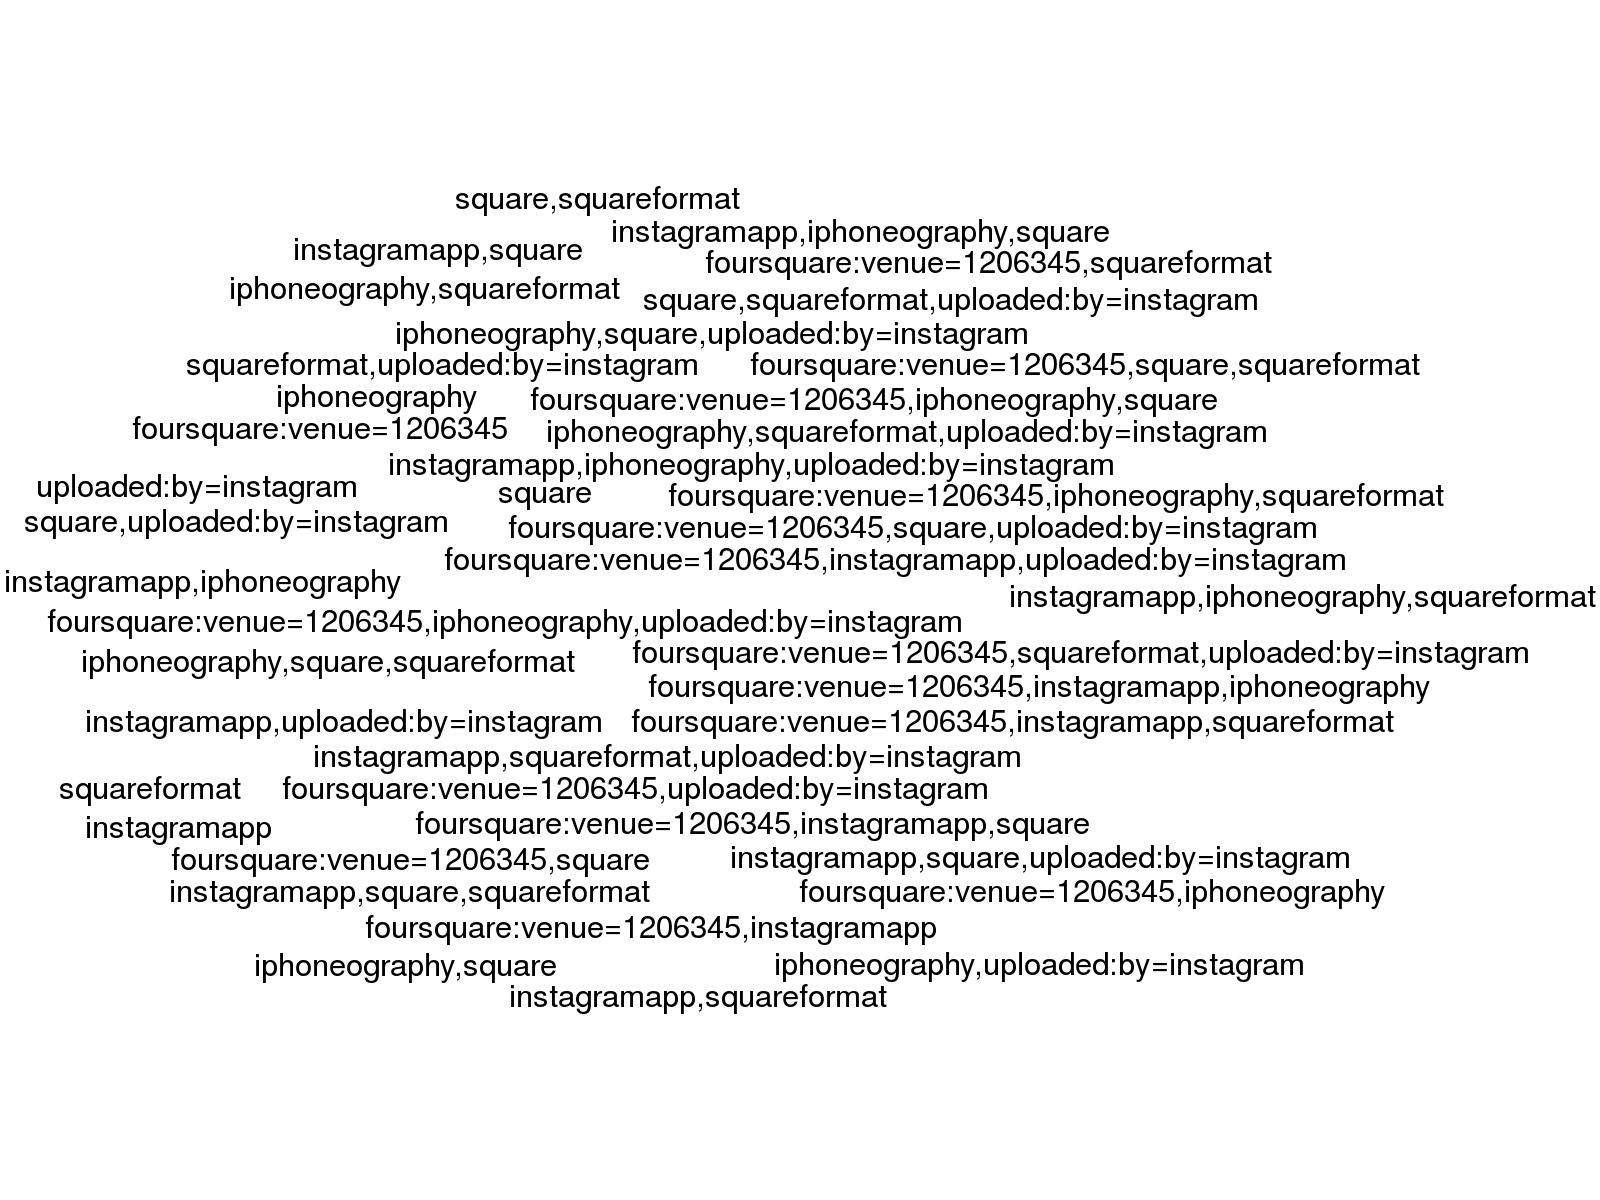 square,squareformat
instagramapp,iphoneography,square
instagramapp,square
foursquare:venue=1206345,squareformat
iphoneography,squareformat
square,squareformat,uploaded:by=instagram
iphoneography,square,uploaded:by=instagram
squareformat,uploaded:by=instagram
foursquare:venue=1206345,square,squareformat
iphoneography
foursquare:venue=1206345,iphoneography,square
foursquare:venue=1206345
iphoneography,squareformat,uploaded:by=instagram
instagramapp,iphoneography,uploaded:by=instagram
uploaded:by=instagram
square
foursquare:venue=1206345,iphoneography,squareformat
square,uploaded:by=instagram
foursquare:venue=1206345,square,uploaded:by=instagram
foursquare:venue=1206345,instagramapp,uploaded:by=instagram
instagramapp,iphoneography
instagramapp,iphoneography,squareformat
foursquare:venue=1206345,iphoneography,uploaded:by=instagram
iphoneography,square,squareformat
foursquare:venue=1206345,squareformat,uploaded:by=instagram
foursquare:venue=1206345,instagramapp,iphoneography
instagramapp,uploaded:by=instagram
foursquare:venue=1206345,instagramapp,squareformat
instagramapp,squareformat,uploaded:by=instagram
squareformat
foursquare:venue=1206345,uploaded:by=instagram
instagramapp
foursquare:venue=1206345,instagramapp,square
foursquare:venue=1206345,square
instagramapp,square,uploaded:by=instagram
instagramapp,square,squareformat
foursquare:venue=1206345,iphoneography
foursquare:venue=1206345,instagramapp
iphoneography,square
iphoneography,uploaded:by=instagram
instagramapp,squareformat